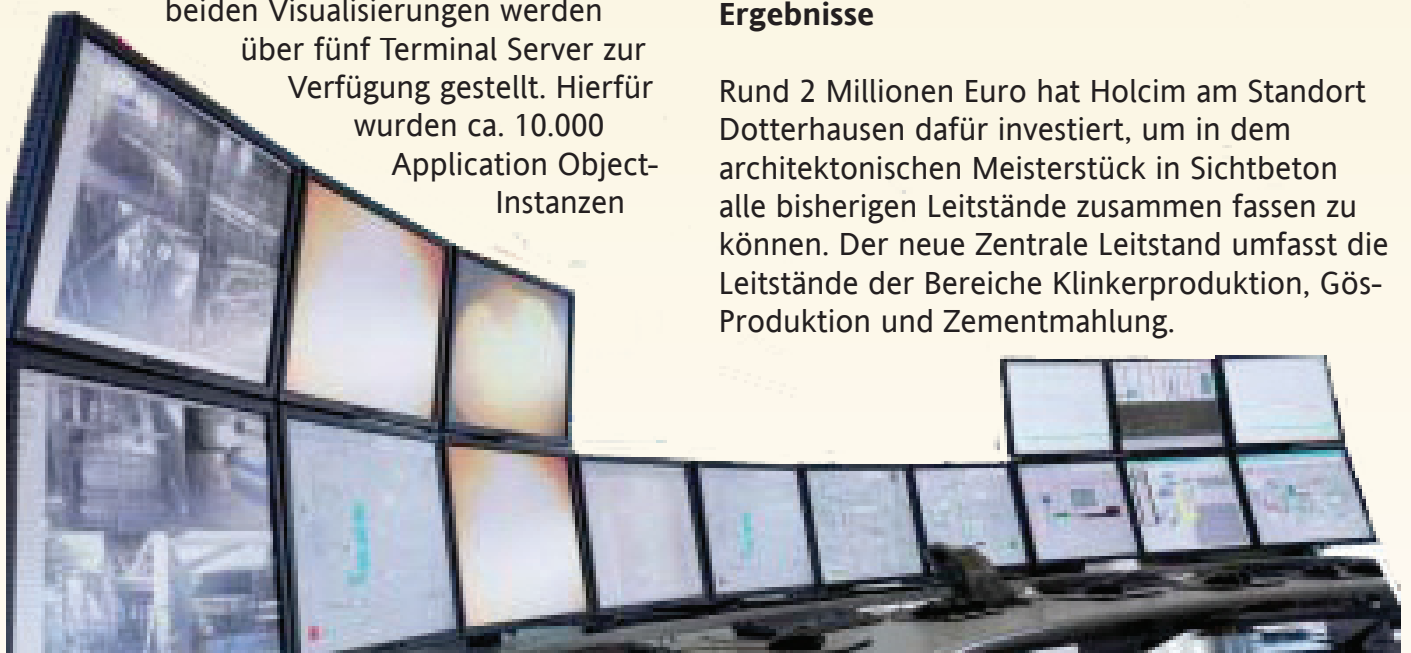 beiden Visualisierungen werden
über fünf Terminal Server zur
Verfügung gestellt. Hierfür
wurden ca. 10.000
Application Object-
Instanzen
Ergebnisse
Rund 2 Millionen Euro hat Holcim am Standort
Dotterhausen dafür investiert, um in dem
architektonischen Meisterstück in Sichtbeton
alle bisherigen Leitstände zusammen fassen zu
können. Der neue Zentrale Leitstand umfasst die
Leitstände der Bereiche Klinkerproduktion, Gös-
Produktion und Zementmahlung.